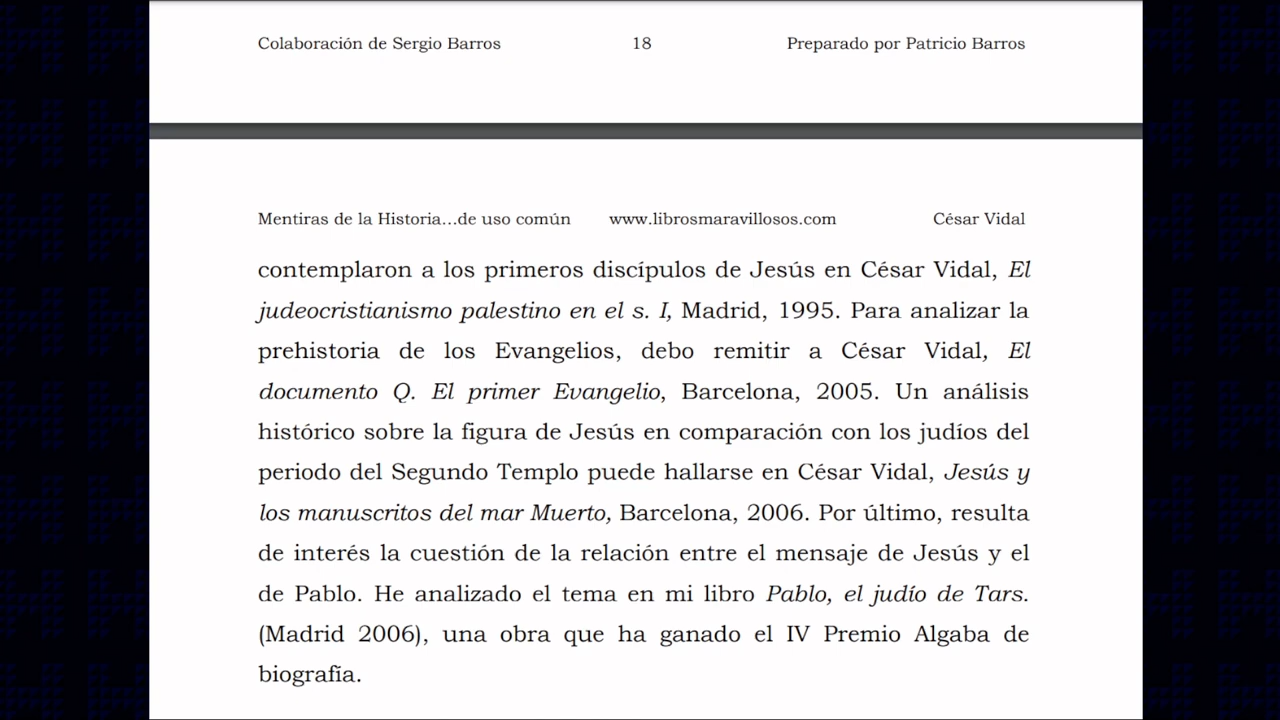 Colaboración de Sergio Barros 18 Preparado por Patricio Barros
Mentiras de la Historia…de uso común www.librosmaravillosos.com César Vidal
contemplaron a los primeros discípulos de Jesús en César Vidal, El
judeocristianismo palestino en el s. I, Madrid, 1995. Para analizar la
prehistoria de los Evangelios, debo remitir a César Vidal, El
documento Q. El primer Evangelio, Barcelona, 2005. Un análisis
histórico sobre la figura de Jesús en comparación con los judíos del
periodo del Segundo Templo puede hallarse en César Vidal, Jesús y
los manuscritos del mar Muerto, Barcelona, 2006. Por último, resulta
de interés la cuestión de la relación entre el mensaje de Jesús y el
de Pablo. He analizado el tema en mi libro Pablo, el judío de Tars.
(Madrid 2006), una obra que ha ganado el IV Premio Algaba de
biografía.